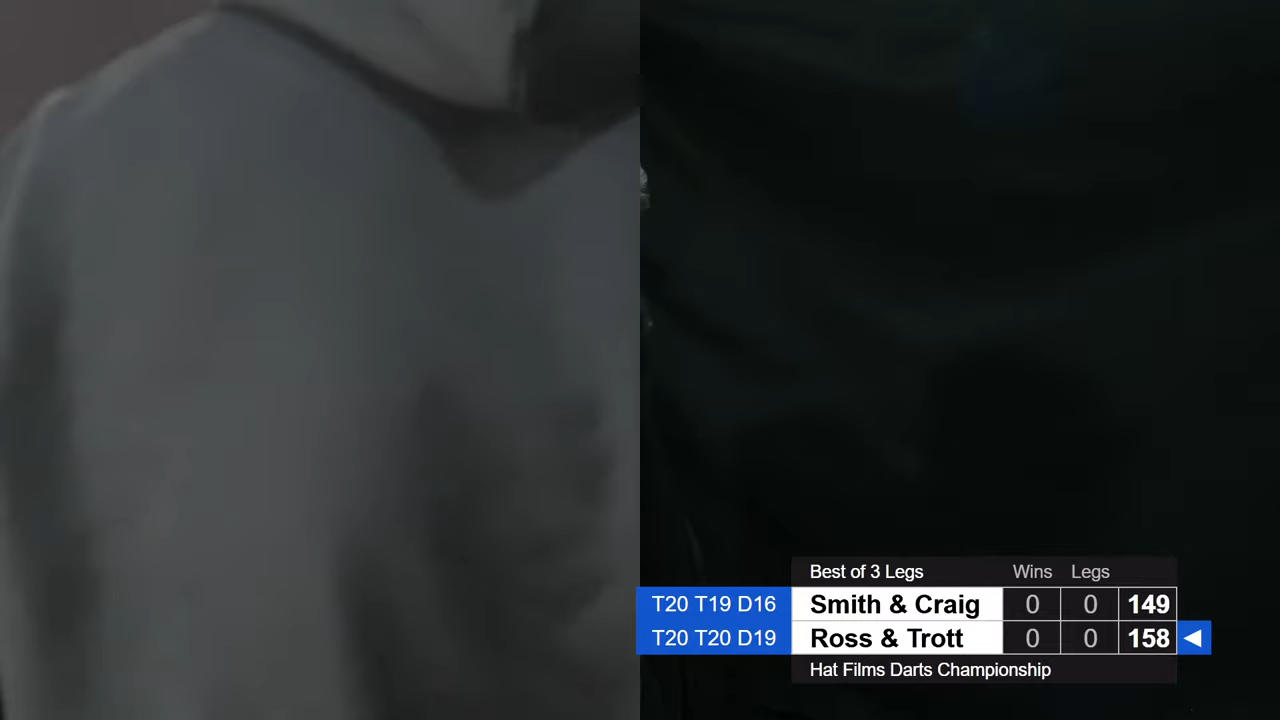 Best of 3 Legs Wins Legs
T20 T19 D16 Smith & Craig 0 0 149
T20 T20 D19 Ross & Trott 0 0 158 ◀
Hat Films Darts Championship